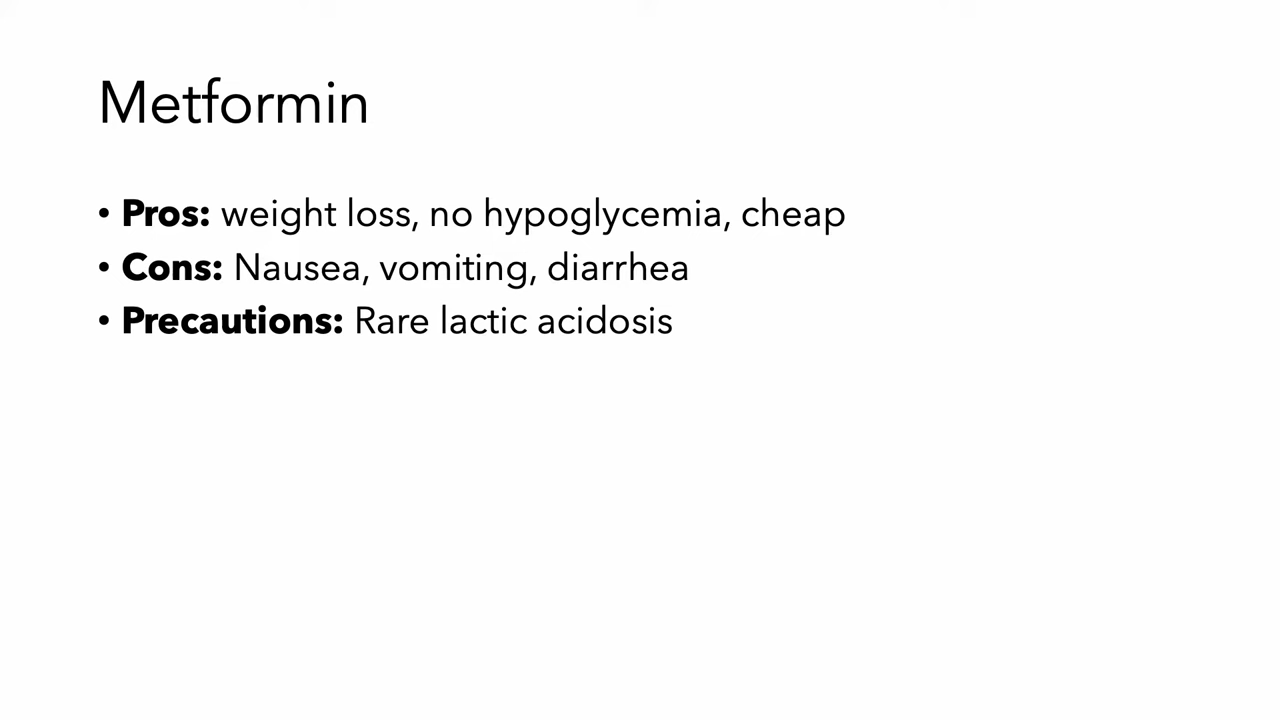 Metformin
• Pros: weight loss, no hypoglycemia, cheap
• Cons: Nausea, vomiting, diarrhea
• Precautions: Rare lactic acidosis